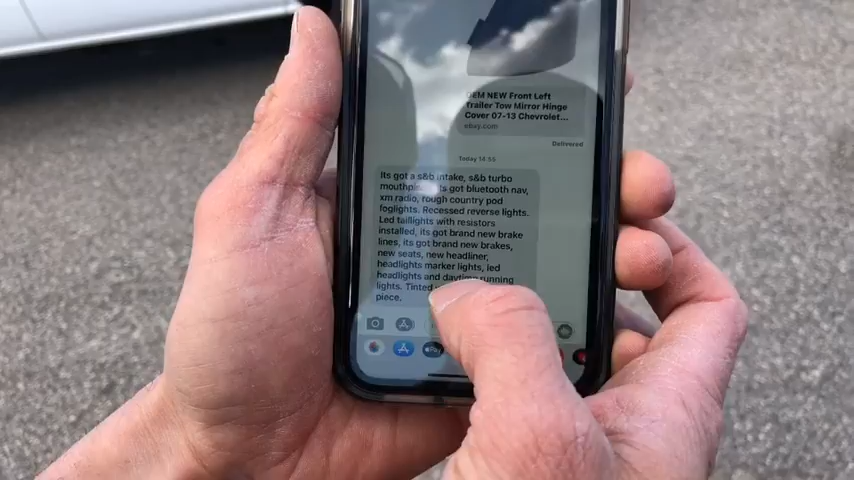 OEM NEW Front Left
Trailer Tow Mirror Hinge
Cover 07-13 Chevrolet...
ebay.com
Delivered
Today 14:55
Its got a s&b intake, s&b turbo
its got bluetooth nav,
xm radio, rough country pod
foglights. Recessed reverse lights.
Led taillights with resistors
installed, its got brand new brake
lines, its got brand new brakes,
new seats, new headliner,
headlights marker lights, led
headlights and daytime running
lights. Tinted
piece.
Pay